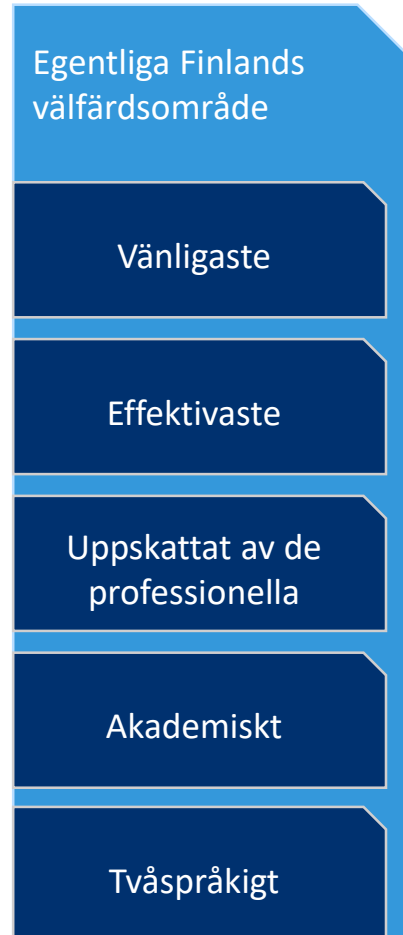 Egentliga Finlands
välfärdsområde
Vänligaste
Effektivaste
Uppskattat av de
professionella
Akademiskt
Tvåspråkigt